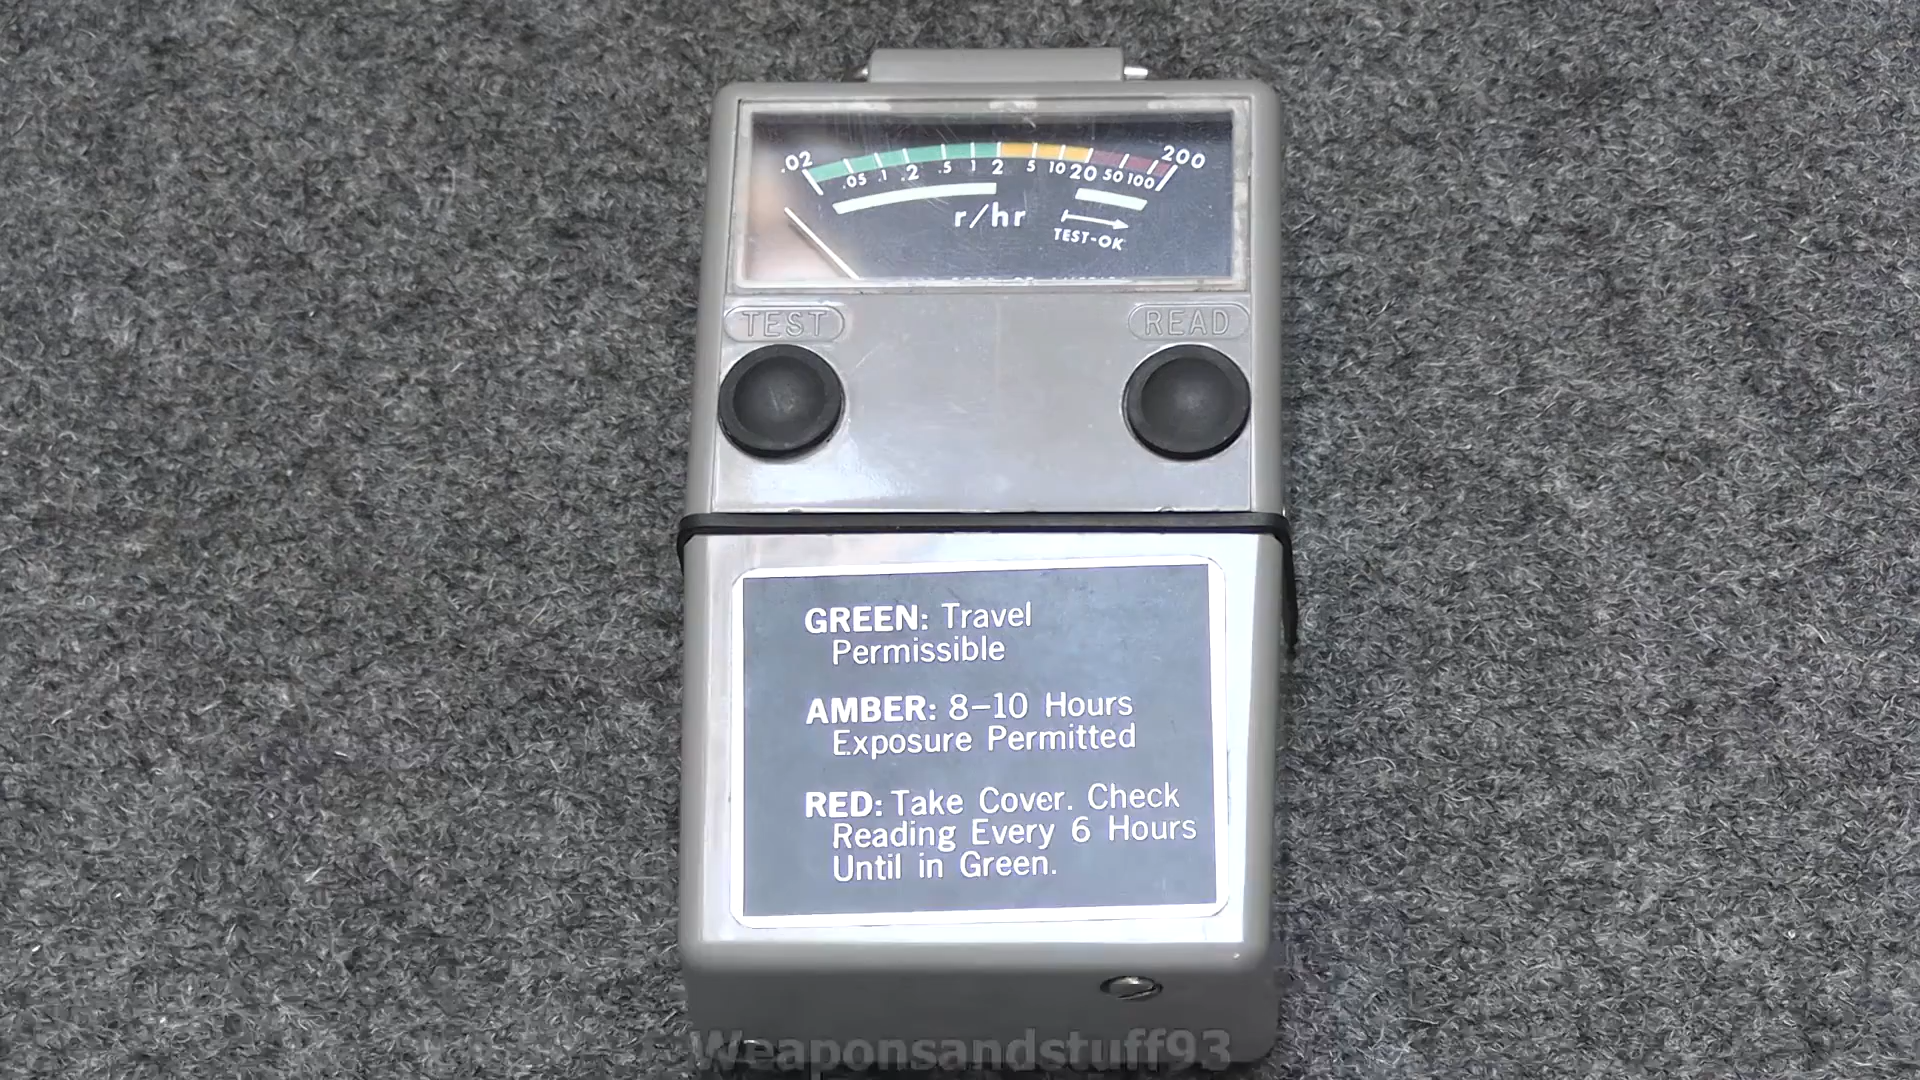 .02 200
.05 .1 .2 .5 1 2 5 10 20 50 100
r/hr
TEST-OK
TEST READ
GREEN: Travel
Permissible
AMBER: 8-10 Hours
Exposure Permitted
RED: Take Cover. Check
Reading Every 6 Hours
Until in Green.
Weaponsandstuff93